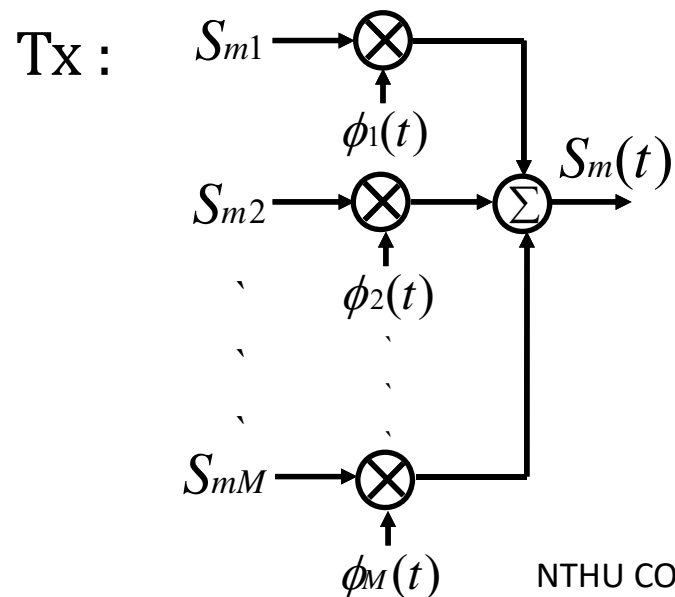 Tx :
Sm1
ϕ1(t)
Σ
Sm(t)
Sm2
ϕ2(t)
SmM
ϕM(t)
NTHU CO